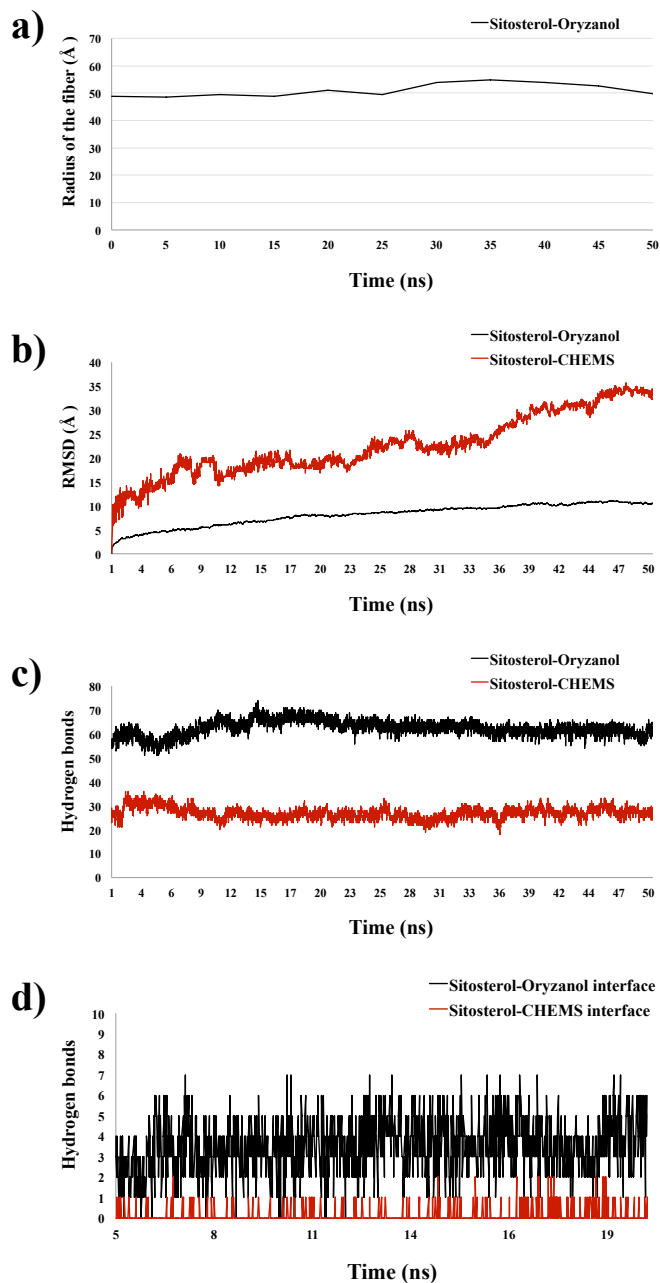 a)
Sitosterol-Oryzanol
Radius of the fiber (Å )
70
60
50
40
30
20
10
0
0 5 10 15 20 25 30 35 40 45 50
Time (ns)
b)
Sitosterol-Oryzanol
Sitosterol-CHEMS
RMSD (Å )
40
35
30
25
20
15
10
5
0
1 4 6 9 12 15 17 20 23 25 28 31 33 36 39 42 44 47 50
Time (ns)
c)
Sitosterol-Oryzanol
Sitosterol-CHEMS
Hydrogen bonds
80
70
60
50
40
30
20
10
0
1 4 6 9 12 15 17 20 23 25 28 31 33 36 39 42 44 47 50
Time (ns)
d)
Sitosterol-Oryzanol interface
Sitosterol-CHEMS interface
Hydrogen bonds
10
9
8
7
6
5
4
3
2
1
0
5 8 11 14 16 19
Time (ns)